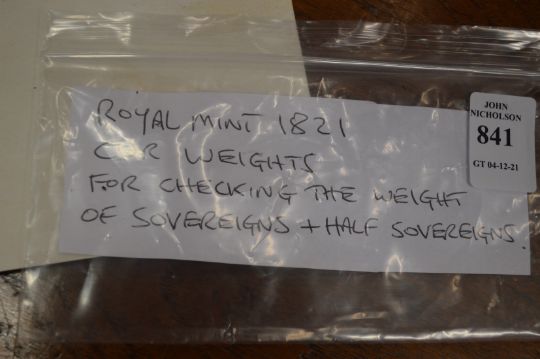 ROYAL MINT 1821
WEIGHTS
FOR CHECKING THE WEIGHT
OF SOVEREIGNS + HALF SOVEREIGNS.
JOHN
NICHOLSON
841
GT 04-12-21